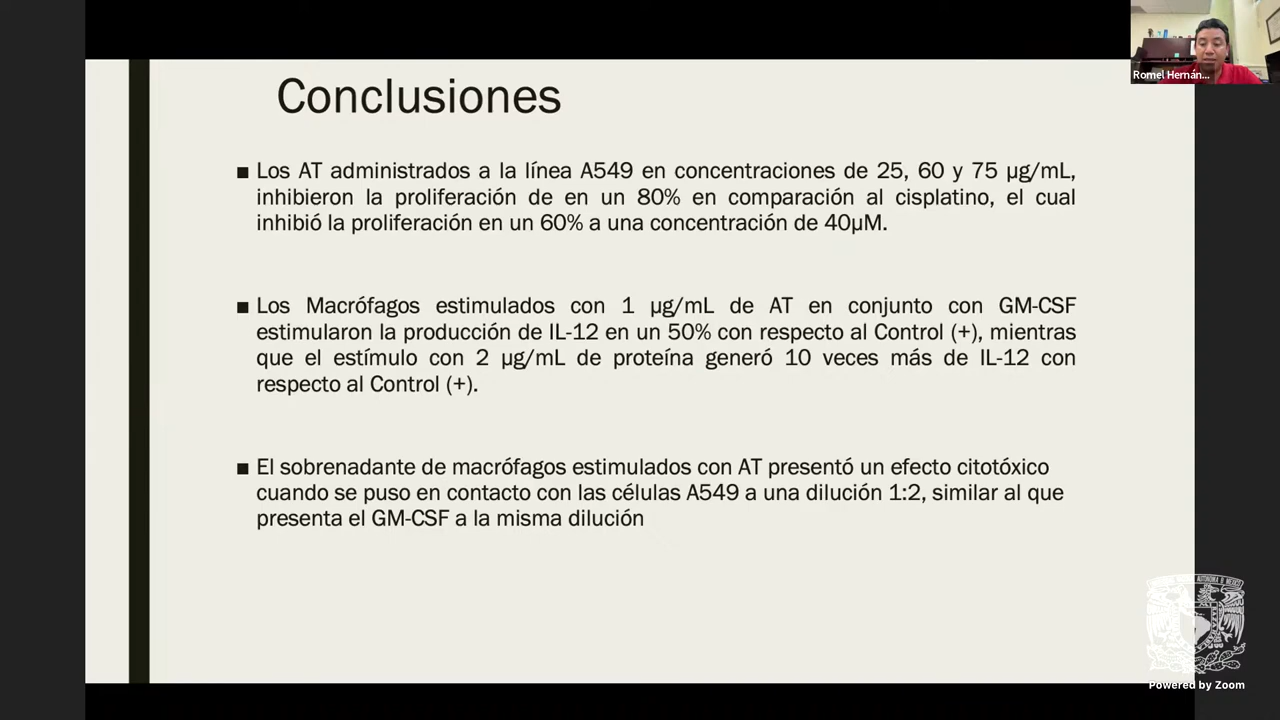 Romel Hernán...
Conclusiones
■ Los AT administrados a la línea A549 en concentraciones de 25, 60 y 75 µg/mL,
inhibieron la proliferación de en un 80% en comparación al cisplatino, el cual
inhibió la proliferación en un 60% a una concentración de 40µM.
■ Los Macrófagos estimulados con 1 µg/mL de AT en conjunto con GM-CSF
estimularon la producción de IL-12 en un 50% con respecto al Control (+), mientras
que el estímulo con 2 µg/mL de proteína generó 10 veces más de IL-12 con
respecto al Control (+).
■ El sobrenadante de macrófagos estimulados con AT presentó un efecto citotóxico
cuando se puso en contacto con las células A549 a una dilución 1:2, similar al que
presenta el GM-CSF a la misma dilución
Powered by Zoom